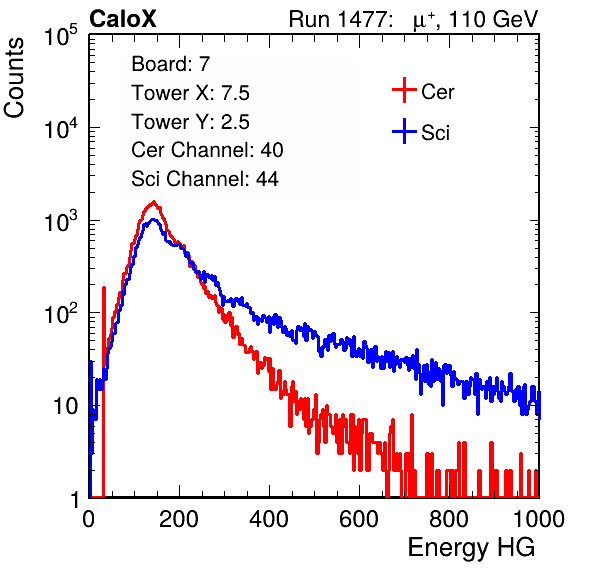 CaloX Run 1477: μ⁺, 110 GeV
Counts
Board: 7
Tower X: 7.5
Tower Y: 2.5
Cer Channel: 40
Sci Channel: 44
Cer
Sci
10⁵
10⁴
10³
10²
10
1
0 200 400 600 800 1000
Energy HG